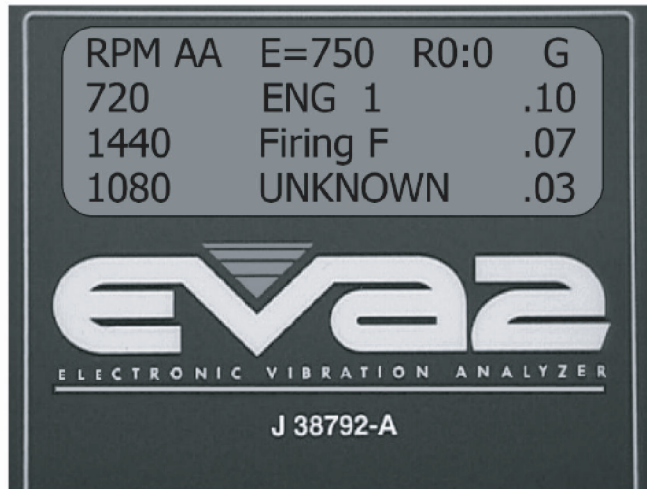 RPM AA E=750 R0:0 G
720 ENG 1 .10
1440 Firing F .07
1080 UNKNOWN .03
eva2
ELECTRONIC VIBRATION ANALYZER
J 38792-A